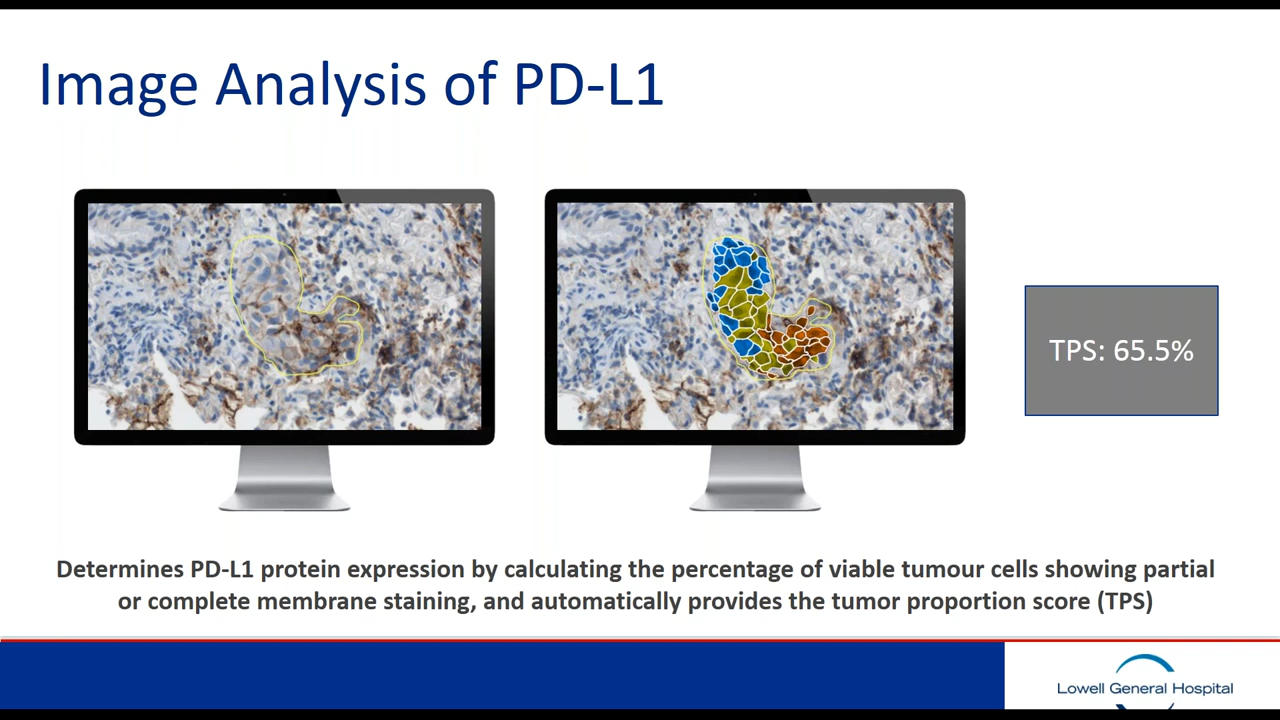 Image Analysis of PD-L1
TPS: 65.5%
Determines PD-L1 protein expression by calculating the percentage of viable tumour cells showing partial
or complete membrane staining, and automatically provides the tumor proportion score (TPS)
Lowell General Hospital